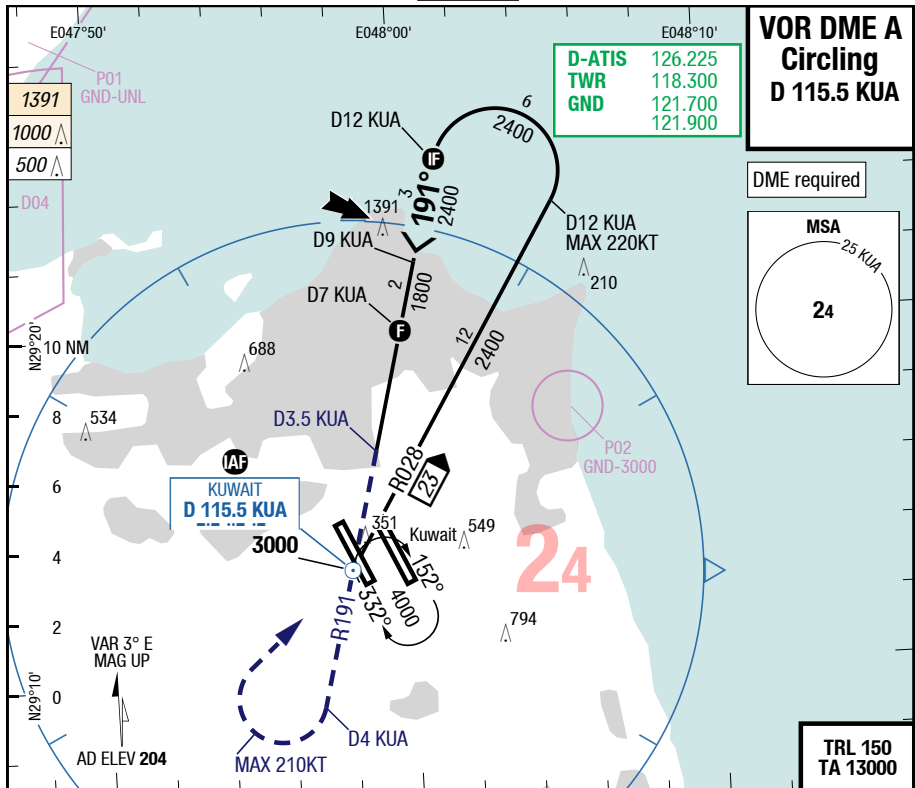 E047°50'
E048°00'
E048°10'
VOR DME A
Circling
D 115.5 KUA
D-ATIS 126.225
TWR 118.300
GND 121.700
121.900
P01
GND-UNL
1391
1000
500
D04
D12 KUA
IF
6
2400
DME required
MSA
25 KUA
24
191°
3
2400
1391
D9 KUA
D12 KUA
MAX 220KT
210
D7 KUA
2
1800
F
N29°20'
10 NM
688
12
2400
8
534
D3.5 KUA
P02
GND-3000
IAF
R028
23
6
KUWAIT
D 115.5 KUA
351
Kuwait
549
24
3000
4
152°
332°
4000
R191
794
2
VAR 3° E
MAG UP
N29°10'
0
D4 KUA
AD ELEV 204
MAX 210KT
TRL 150
TA 13000